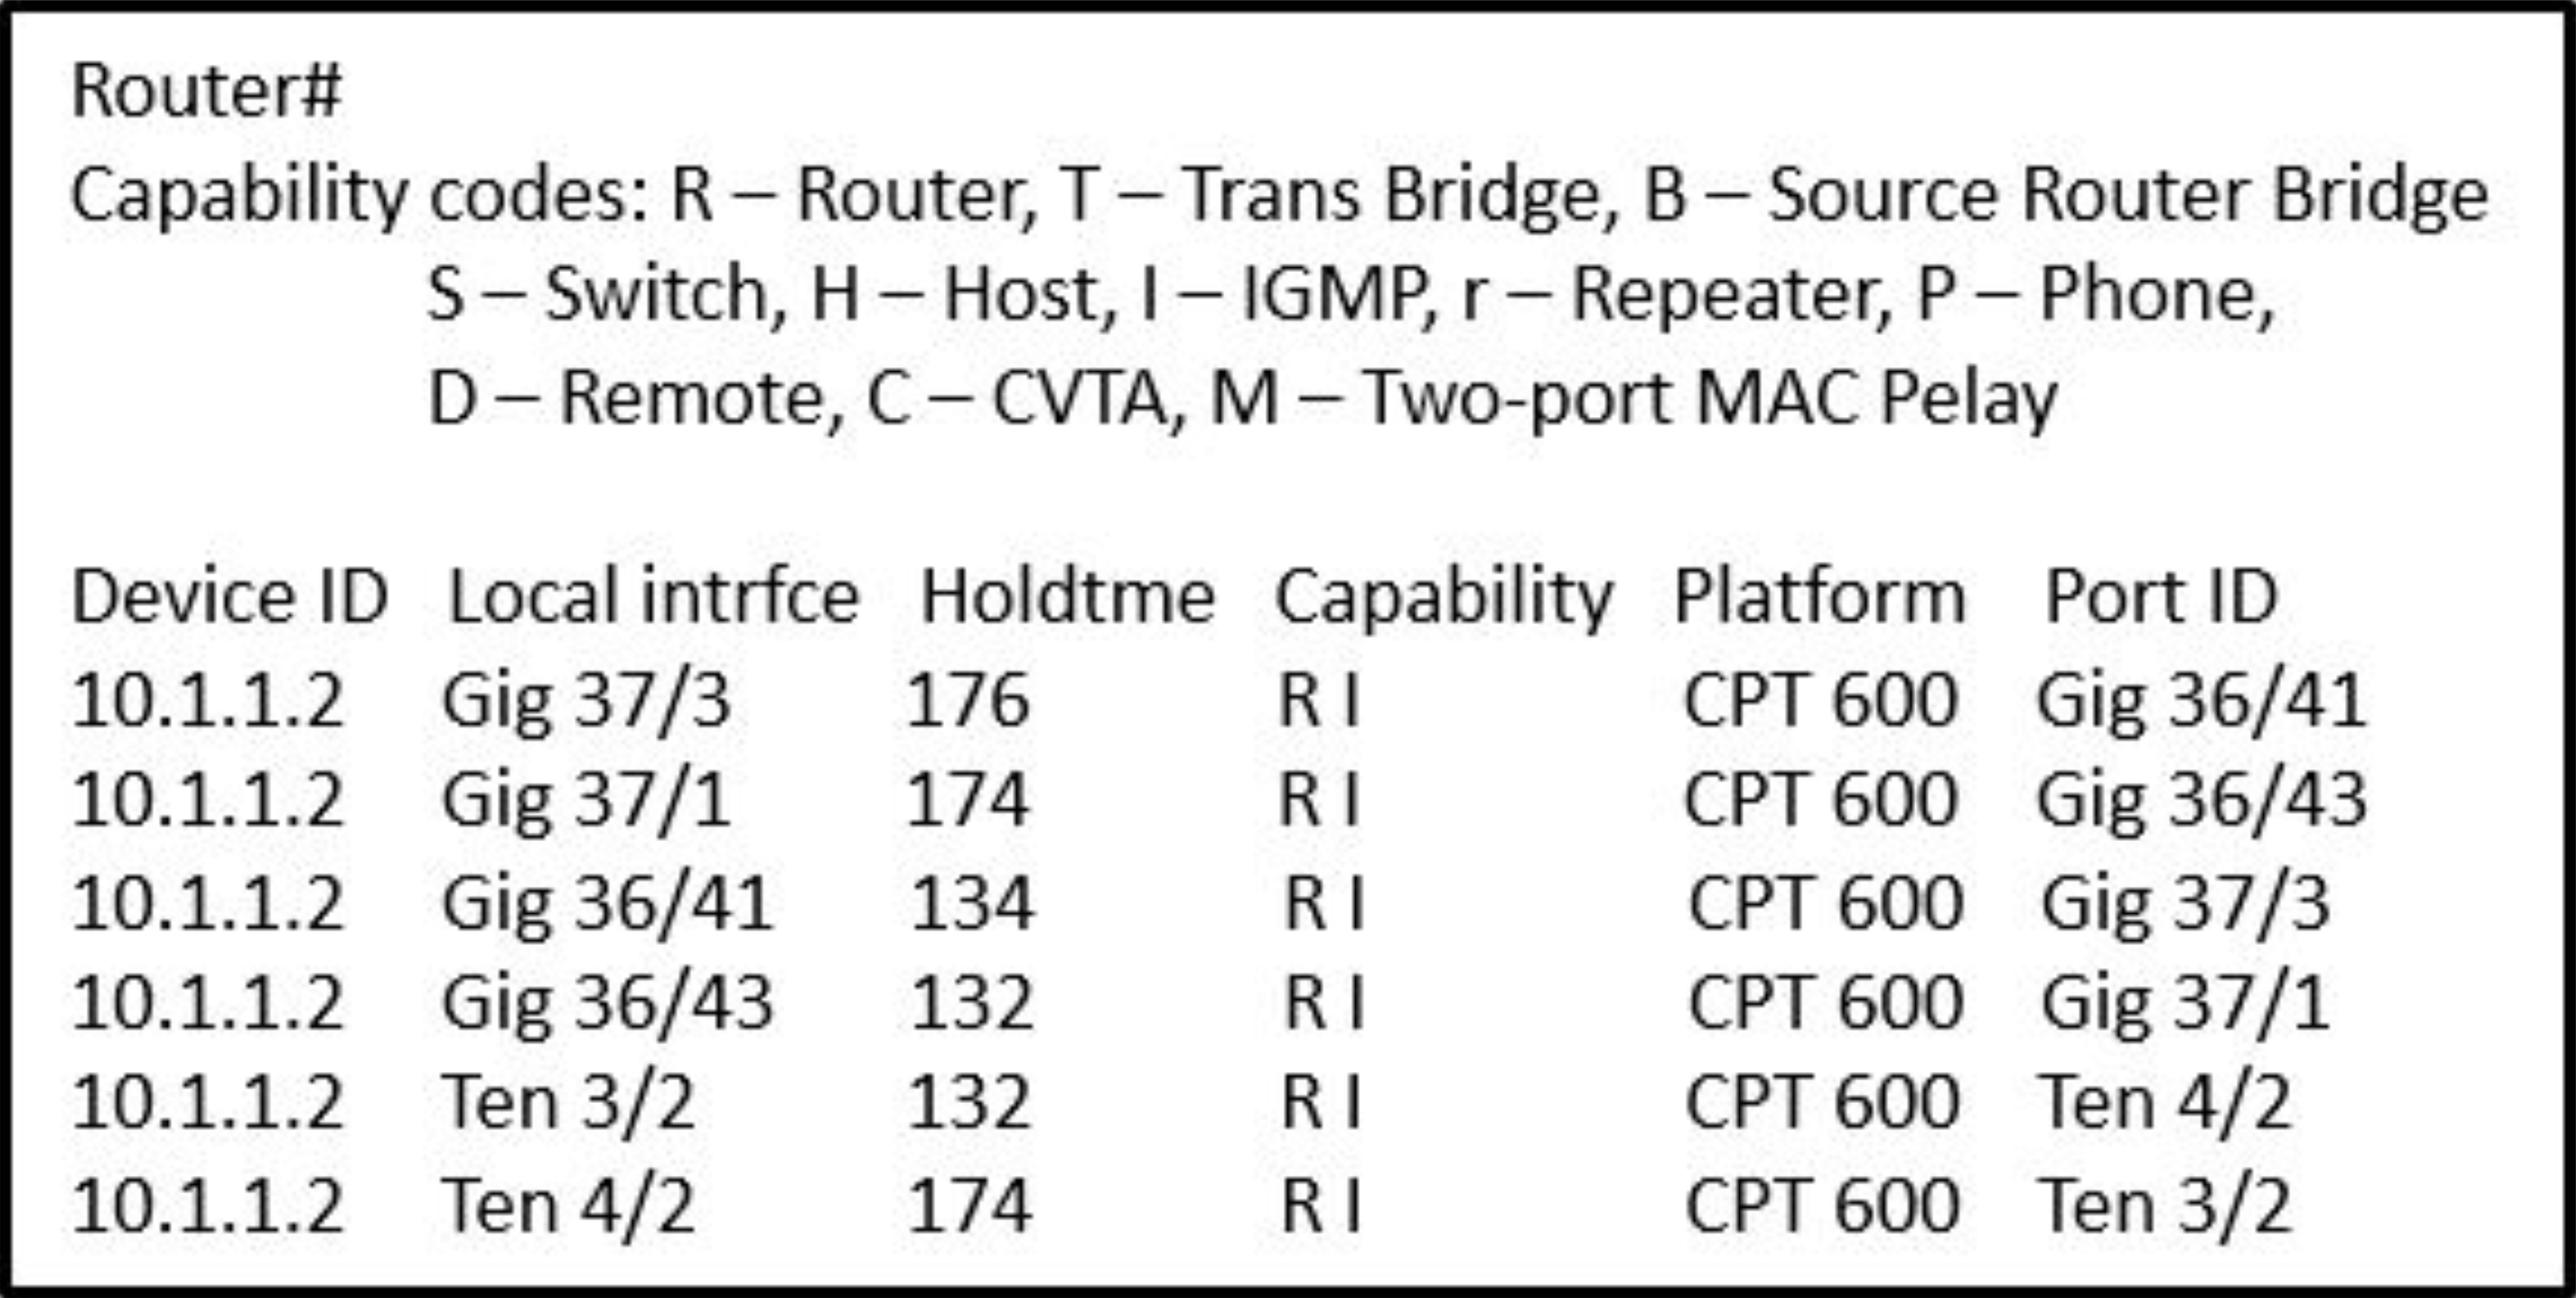 Router#
Capability codes: R – Router, T – Trans Bridge, B – Source Router Bridge
S – Switch, H – Host, I – IGMP, r – Repeater, P – Phone,
D – Remote, C – CVTA, M – Two-port MAC Pelay
Device ID Local intrfce Holdtme Capability Platform Port ID
10.1.1.2 Gig 37/3 176 R I CPT 600 Gig 36/41
10.1.1.2 Gig 37/1 174 R I CPT 600 Gig 36/43
10.1.1.2 Gig 36/41 134 R I CPT 600 Gig 37/3
10.1.1.2 Gig 36/43 132 R I CPT 600 Gig 37/1
10.1.1.2 Ten 3/2 132 R I CPT 600 Ten 4/2
10.1.1.2 Ten 4/2 174 R I CPT 600 Ten 3/2